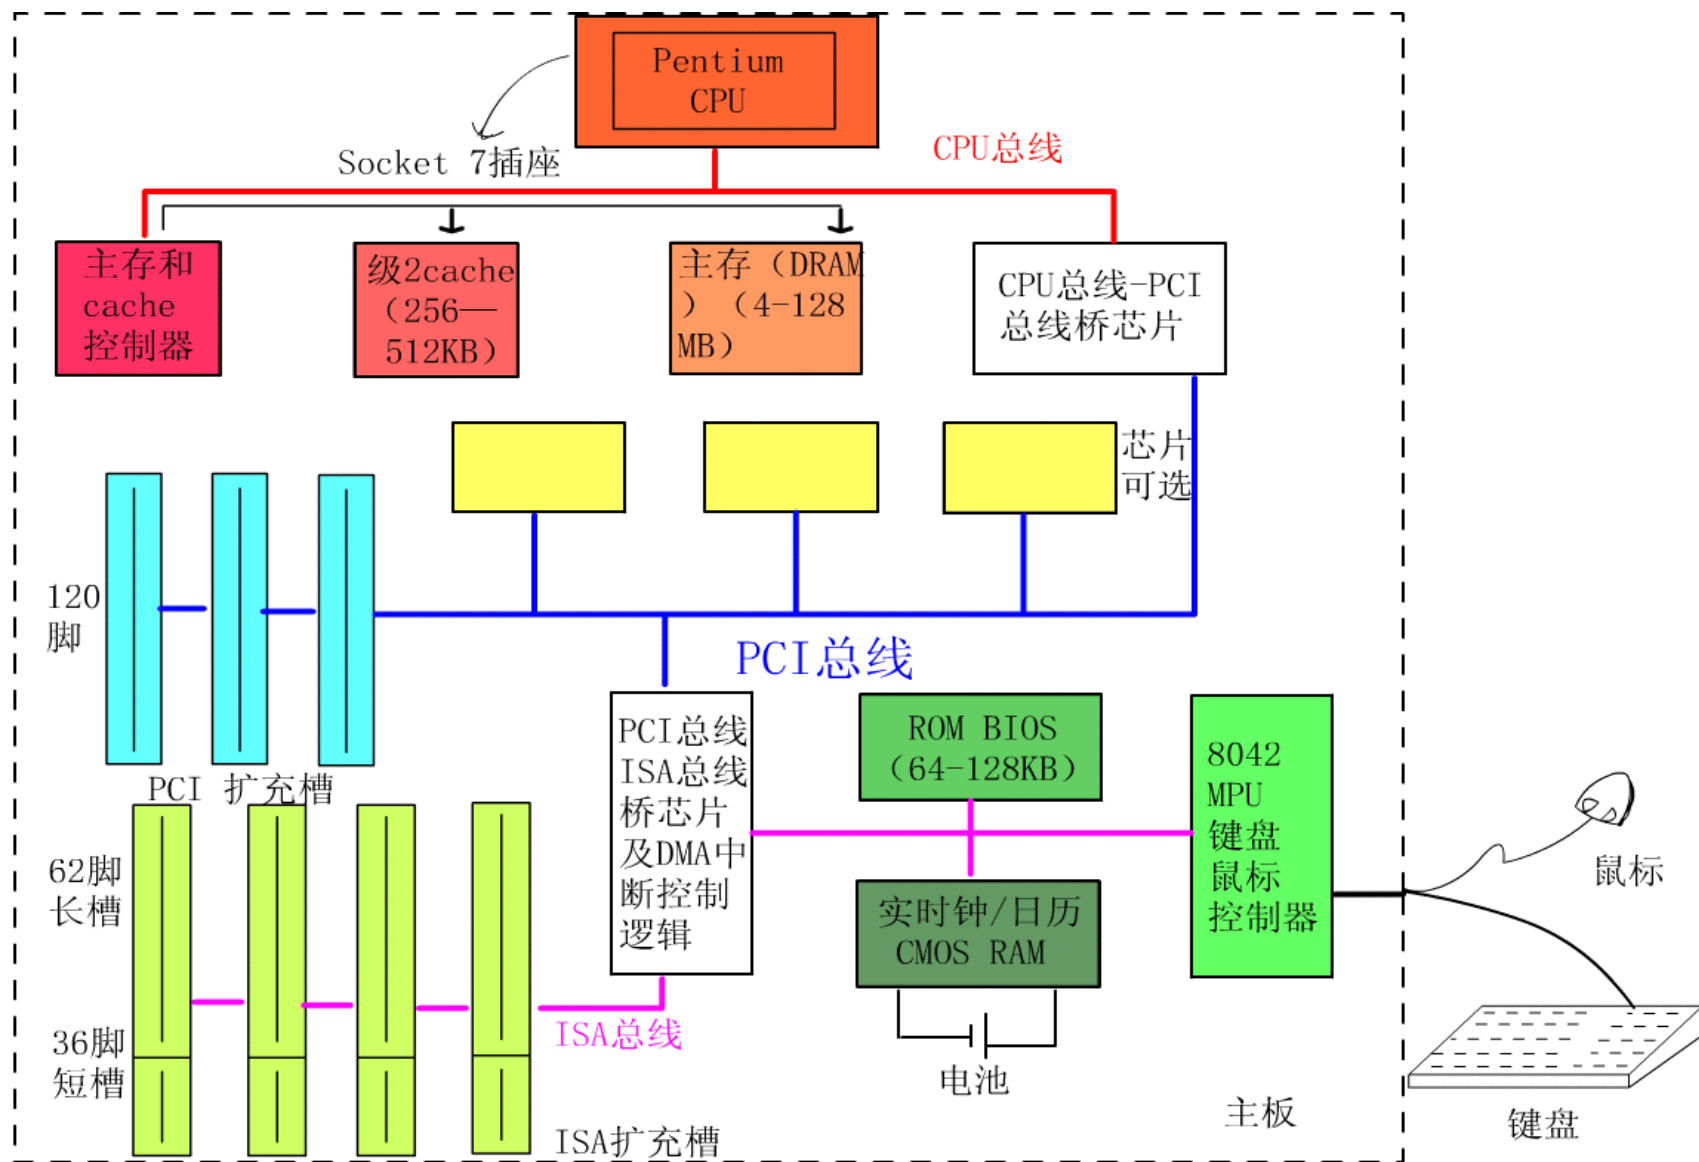 Pentium
CPU
CPU总线
Socket 7插座
主存和
cache
控制器
级2cache
（256—
512KB）
主存（DRAM
）（4-128
MB）
CPU总线-PCI
总线桥芯片
芯片
可选
120
脚
PCI总线
PCI 扩充槽
PCI总线
ISA总线
桥芯片
及DMA中
断控制
逻辑
ROM BIOS
（64-128KB）
8042
MPU
键盘
鼠标
控制器
鼠标
62脚
长槽
实时钟/日历
CMOS RAM
36脚
短槽
ISA总线
电池
主板
键盘
ISA扩充槽